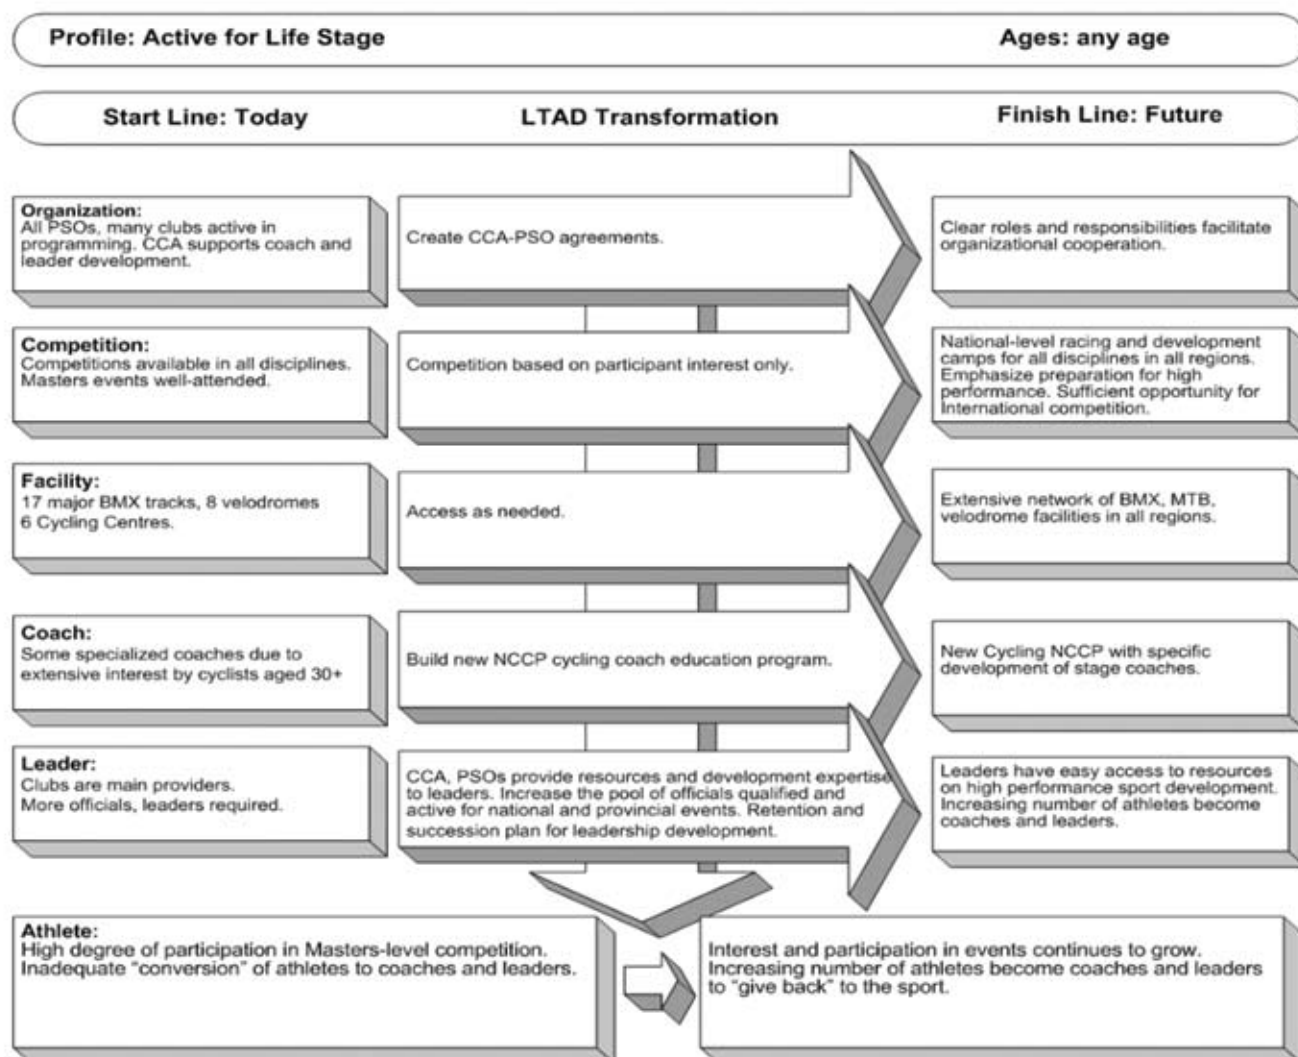 Profile: Active for Life Stage
Ages: any age
Start Line: Today
LTAD Transformation
Finish Line: Future
Organization:
All PSOs, many clubs active in
programming. CCA supports coach and
leader development.
Create CCA-PSO agreements.
Clear roles and responsibilities facilitate
organizational cooperation.
Competition:
Competitions available in all disciplines.
Masters events well-attended.
Competition based on participant interest only.
National-level racing and development
camps for all disciplines in all regions.
Emphasize preparation for high
performance. Sufficient opportunity for
International competition.
Facility:
17 major BMX tracks, 8 velodromes
6 Cycling Centres.
Access as needed.
Extensive network of BMX, MTB,
velodrome facilities in all regions.
Coach:
Some specialized coaches due to
extensive interest by cyclists aged 30+
Build new NCCP cycling coach education program.
New Cycling NCCP with specific
development of stage coaches.
Leader:
Clubs are main providers.
More officials, leaders required.
CCA, PSOs provide resources and development expertise
to leaders. Increase the pool of officials qualified and
active for national and provincial events. Retention and
succession plan for leadership development.
Leaders have easy access to resources
on high performance sport development.
Increasing number of athletes become
coaches and leaders.
Athlete:
High degree of participation in Masters-level competition.
Inadequate “conversion” of athletes to coaches and leaders.
Interest and participation in events continues to grow.
Increasing number of athletes become coaches and leaders
to “give back” to the sport.